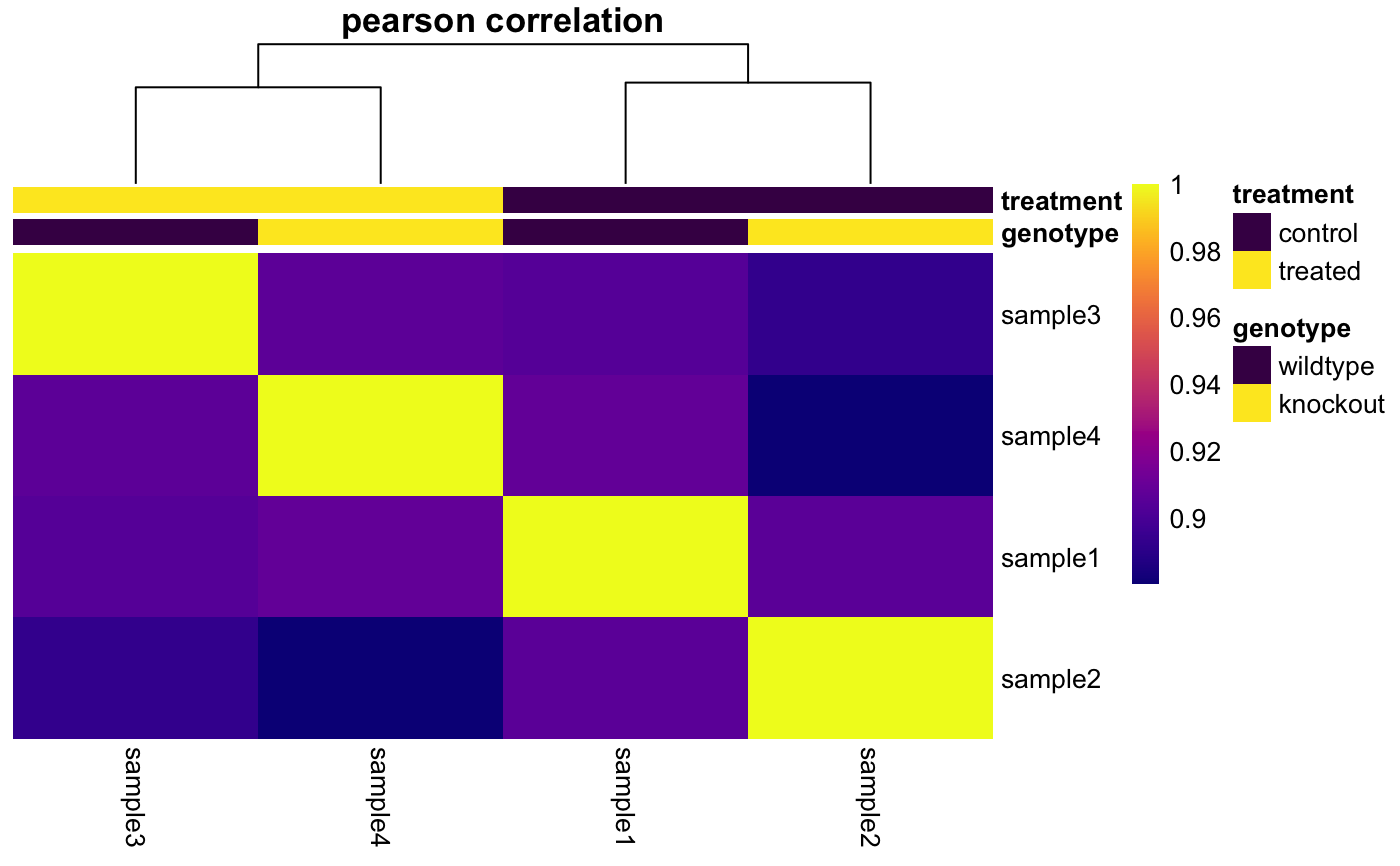 pearson correlation
treatment
genotype
sample3
sample4
sample1
sample2
sample3
sample4
sample1
sample2
1
0.98
0.96
0.94
0.92
0.9
treatment
control
treated
genotype
wildtype
knockout